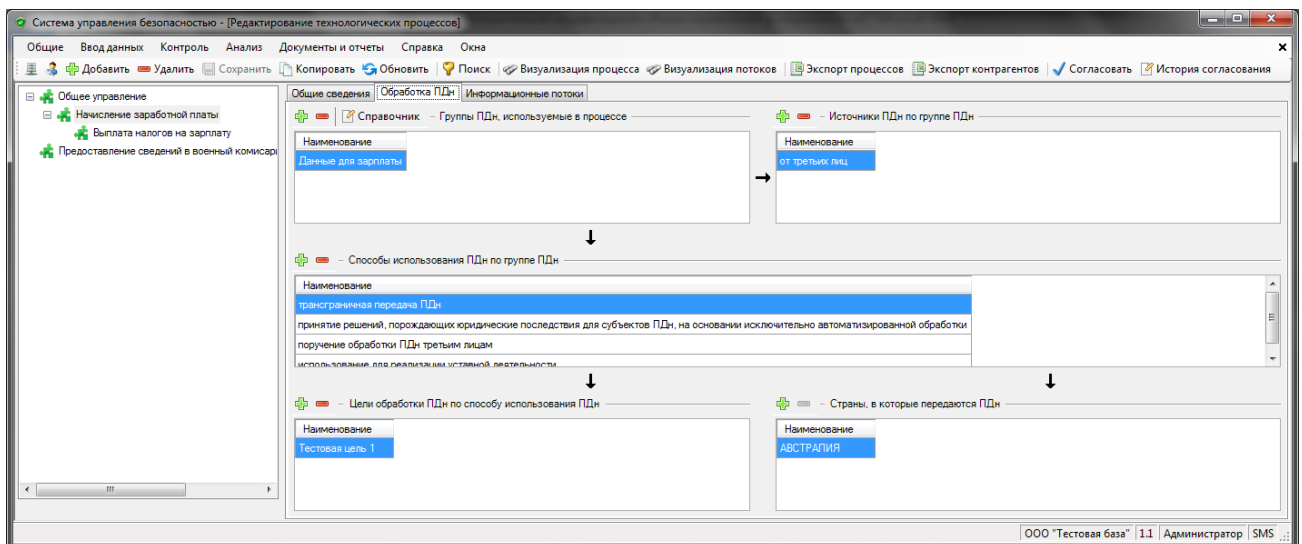 Система управления безопасностью - [Редактирование технологических процессов]
Общие Ввод данных Контроль Анализ Документы и отчеты Справка Окна
Добавить Удалить Сохранить Копировать Обновить Поиск Визуализация процесса Визуализация потоков Экспорт процессов Экспорт контрагентов Согласовать История согласования
Общее управление
Начисление заработной платы
Выплата налогов на зарплату
Предоставление сведений в военный комисари
Общие сведения Обработка ПДн Информационные потоки
Справочник - Группы ПДн, используемые в процессе
Наименование
Данные для зарплаты
- Источники ПДн по группе ПДн
Наименование
от третьих лиц
- Способы использования ПДн по группе ПДн
Наименование
трансграничная передача ПДн
принятие решений, порождающих юридические последствия для субъектов ПДн, на основании исключительно автоматизированной обработки
поручение обработки ПДн третьим лицам
использование для реализации уставной деятельности
- Цели обработки ПДн по способу использования ПДн
Наименование
Тестовая цель 1
- Страны, в которые передаются ПДн
Наименование
АВСТРАЛИЯ
ООО "Тестовая база" 1.1 Администратор SMS